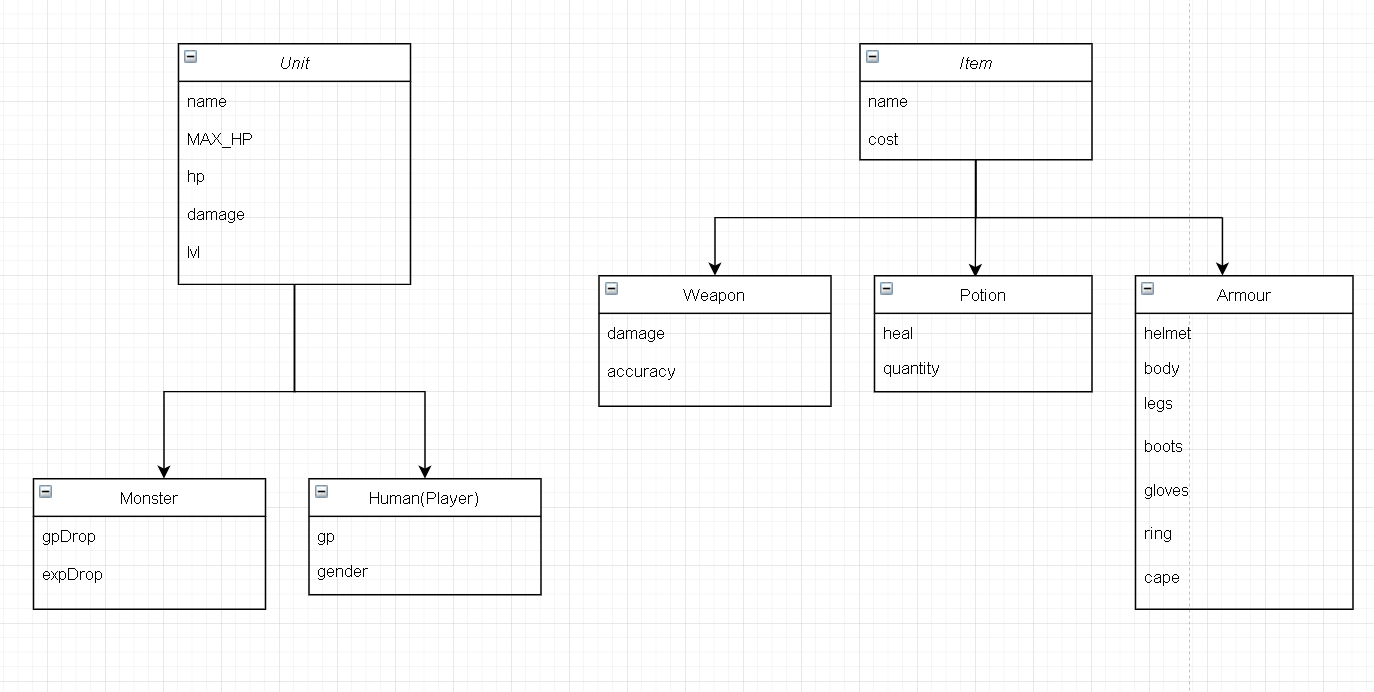 Unit
name
MAX_HP
hp
damage
lvl
Item
name
cost
Weapon
damage
accuracy
Potion
heal
quantity
Armour
helmet
body
legs
boots
gloves
ring
cape
Monster
gpDrop
expDrop
Human(Player)
gp
gender